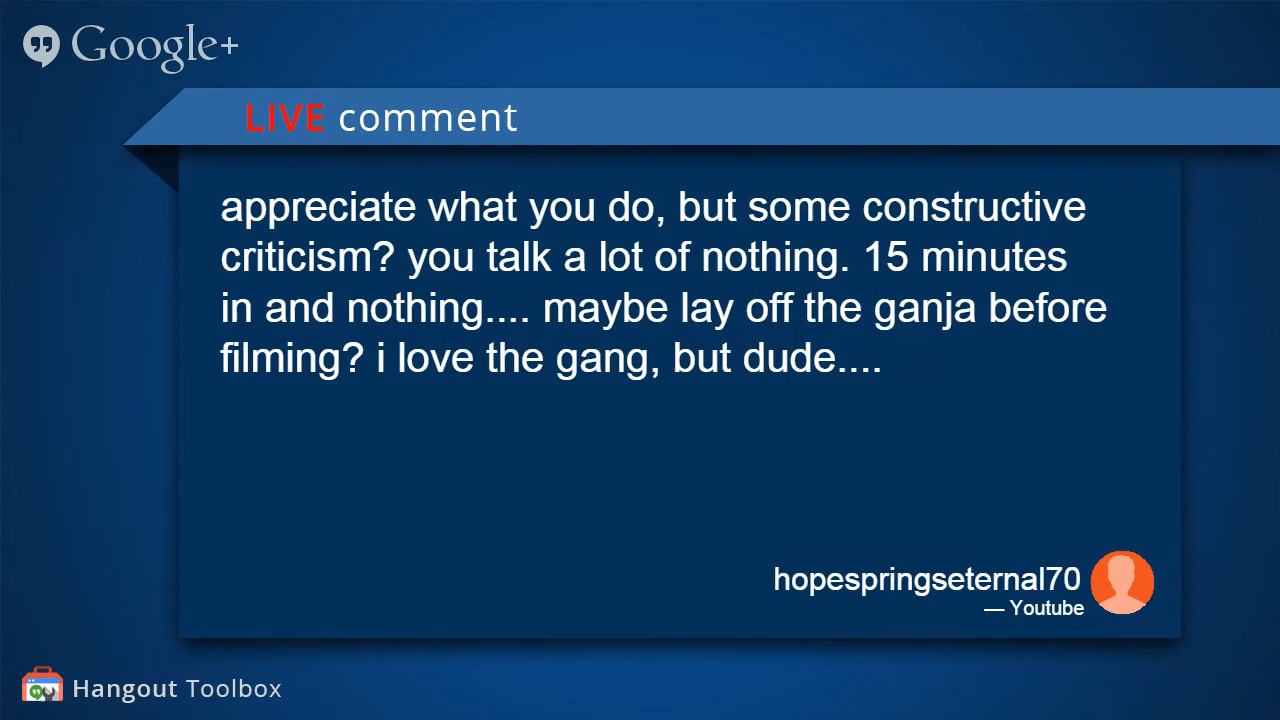 Google+
LIVE comment
appreciate what you do, but some constructive
criticism? you talk a lot of nothing. 15 minutes
in and nothing.... maybe lay off the ganja before
filming? i love the gang, but dude....
hopespringseternal70
— Youtube
Hangout Toolbox